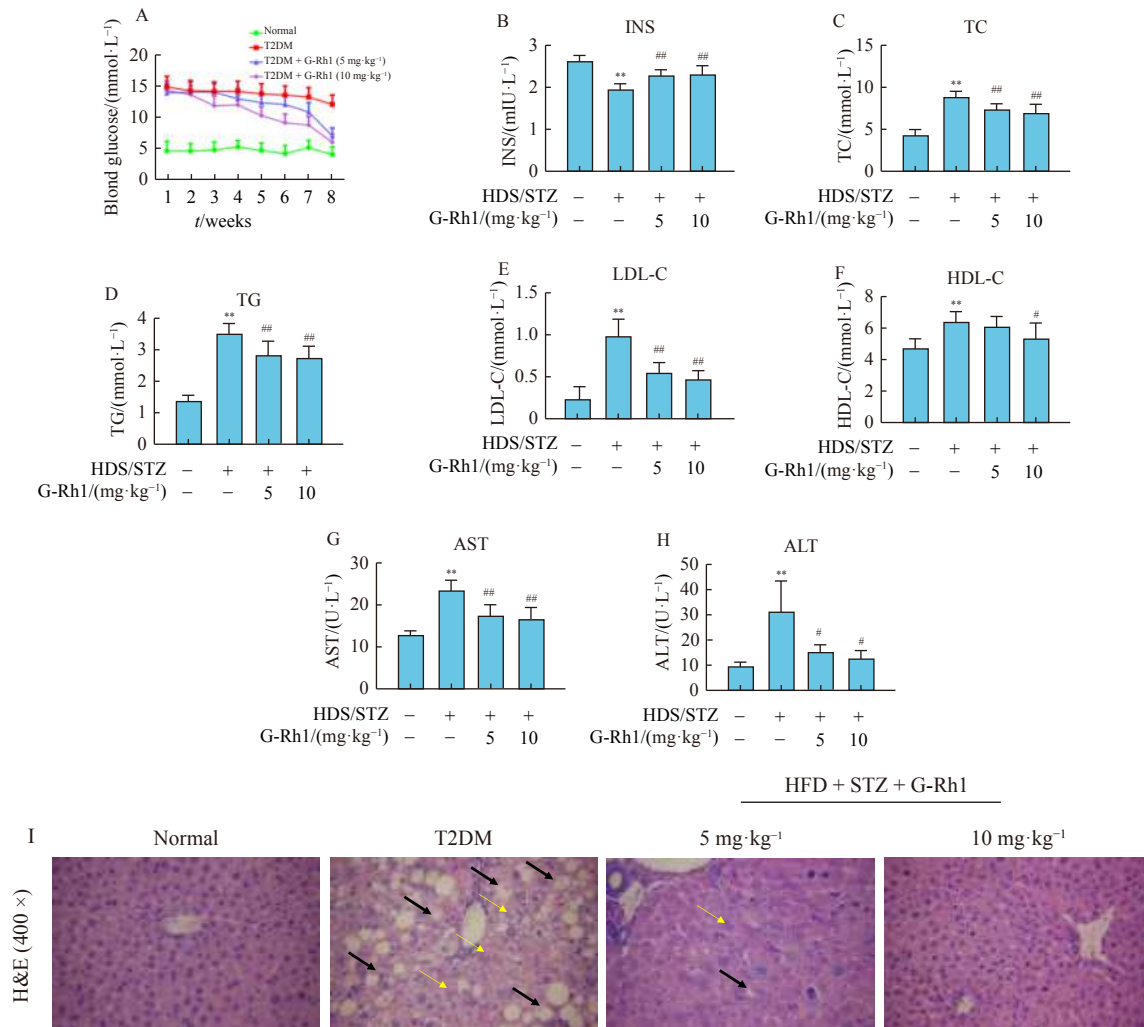 A
Normal
T2DM
T2DM + G-Rh1 (5 mg·kg⁻¹)
T2DM + G-Rh1 (10 mg·kg⁻¹)
Blond glucose/(mmol·L⁻¹)
20
15
10
5
0
1 2 3 4 5 6 7 8
t/weeks
B
INS
INS/(mIU·L⁻¹)
3
2
1
0
** ## ##
HDS/STZ − + + +
G-Rh1/(mg·kg⁻¹) − − 5 10
C
TC
TC/(mmol·L⁻¹)
15
10
5
0
** ## ##
HDS/STZ − + + +
G-Rh1/(mg·kg⁻¹) − − 5 10
D
TG
TG/(mmol·L⁻¹)
4
3
2
1
0
** ## ##
HDS/STZ − + + +
G-Rh1/(mg·kg⁻¹) − − 5 10
E
LDL-C
LDL-C/(mmol·L⁻¹)
1.5
1.0
0.5
0
** ## ##
HDS/STZ − + + +
G-Rh1/(mg·kg⁻¹) − − 5 10
F
HDL-C
HDL-C/(mmol·L⁻¹)
8
6
4
2
0
** #
HDS/STZ − + + +
G-Rh1/(mg·kg⁻¹) − − 5 10
G
AST
AST/(U·L⁻¹)
30
20
10
0
** ## ##
HDS/STZ − + + +
G-Rh1/(mg·kg⁻¹) − − 5 10
H
ALT
ALT/(U·L⁻¹)
50
40
30
20
10
0
** # #
HDS/STZ − + + +
G-Rh1/(mg·kg⁻¹) − − 5 10
HFD + STZ + G-Rh1
I
Normal T2DM 5 mg·kg⁻¹ 10 mg·kg⁻¹
H&E (400 ×)